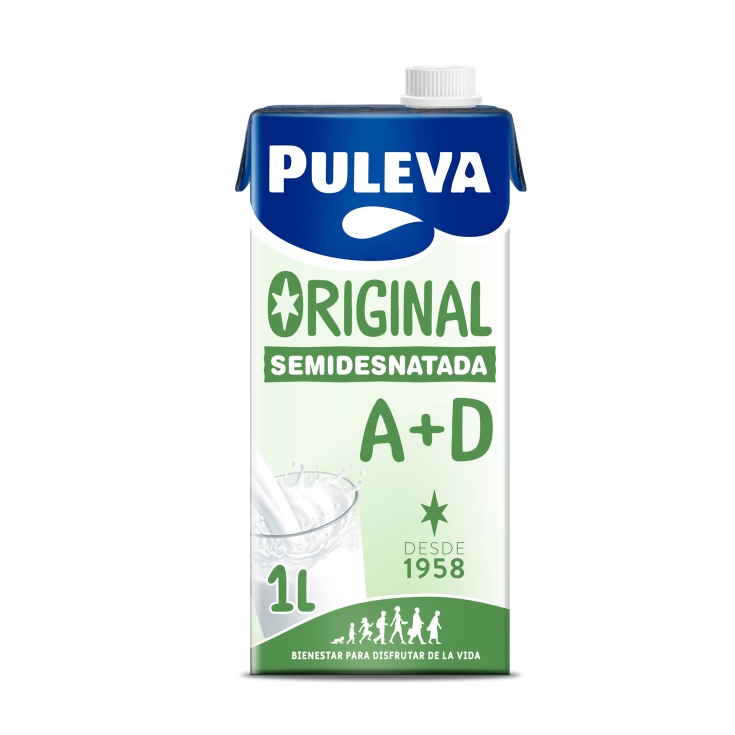 PULEVA
ORIGINAL
SEMIDESNATADA
A+D
DESDE
1958
1L
BIENESTAR PARA DISFRUTAR DE LA VIDA